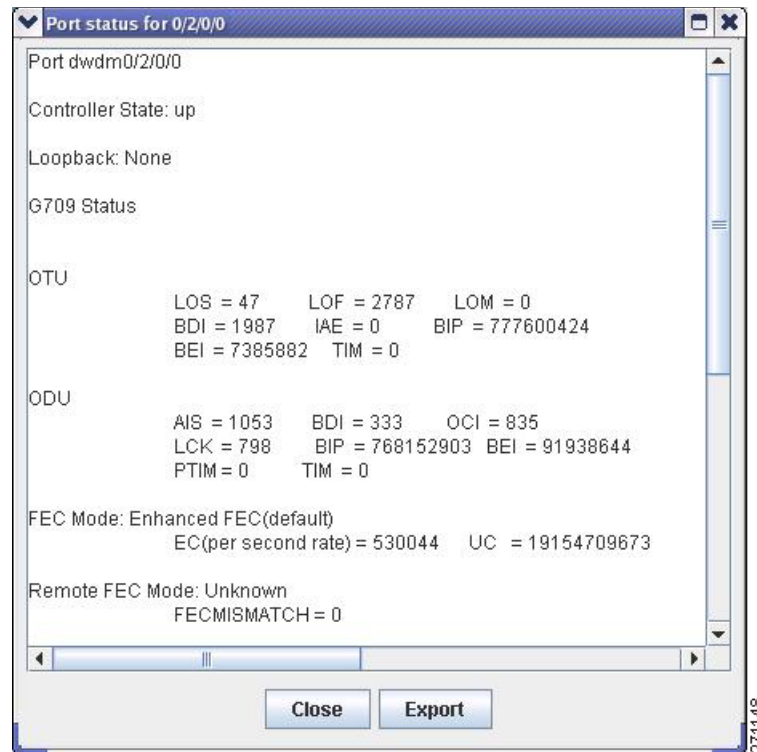 Port status for 0/2/0/0
Port dwdm0/2/0/0
Controller State: up
Loopback: None
G709 Status
OTU
LOS = 47 LOF = 2787 LOM = 0
BDI = 1987 IAE = 0 BIP = 777600424
BEI = 7385882 TIM = 0
ODU
AIS = 1053 BDI = 333 OCI = 835
LCK = 798 BIP = 768152903 BEI = 91938644
PTIM = 0 TIM = 0
FEC Mode: Enhanced FEC(default)
EC(per second rate) = 530044 UC = 19154709673
Remote FEC Mode: Unknown
FECMISMATCH = 0
Close Export
271148